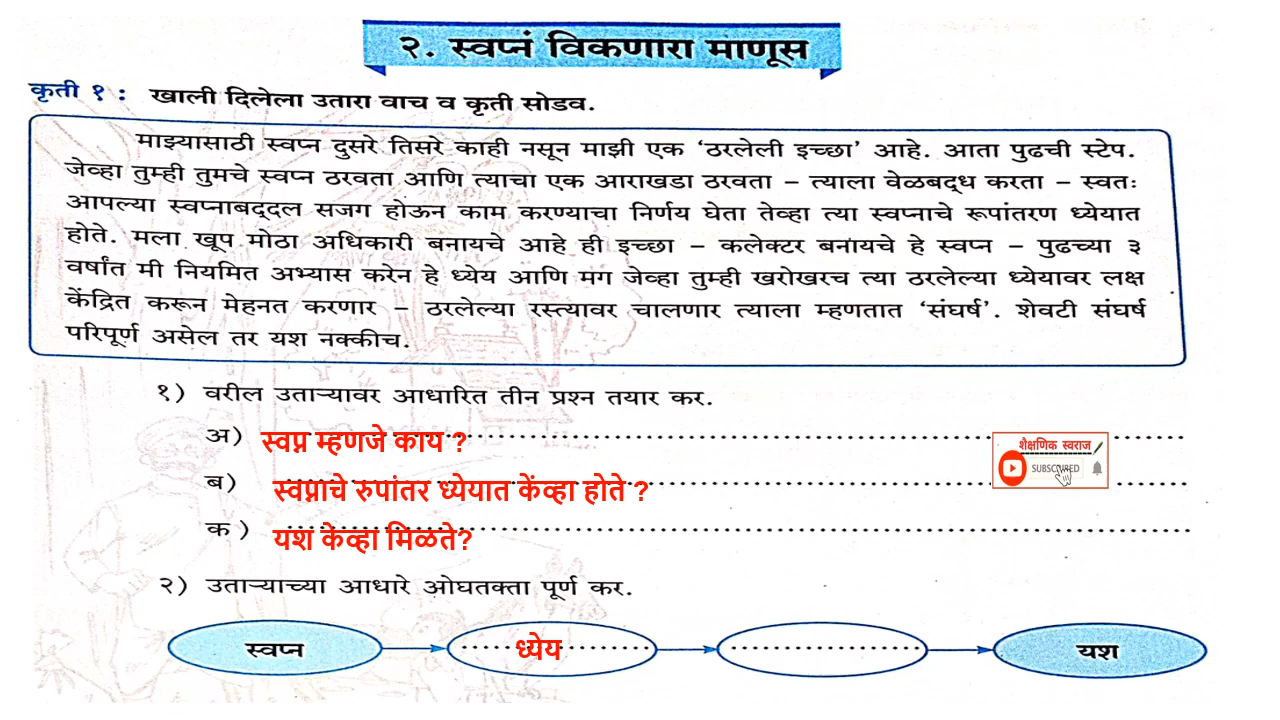 २. स्वप्नं विकणारा माणूस
कृती १ : खाली दिलेला उतारा वाच व कृती सोडव.
माझ्यासाठी स्वप्न दुसरे तिसरे काही नसून माझी एक ‘ठरलेली इच्छा’ आहे. आता पुढची स्टेप.
जेव्हा तुम्ही तुमचे स्वप्न ठरवता आणि त्याचा एक आराखडा ठरवता – त्याला वेळबद्ध करता – स्वतः
आपल्या स्वप्नाबद्दल सजग होऊन काम करण्याचा निर्णय घेता तेव्हा त्या स्वप्नाचे रूपांतरण ध्येयात
होते. मला खूप मोठा अधिकारी बनायचे आहे ही इच्छा – कलेक्टर बनायचे हे स्वप्न – पुढच्या ३
वर्षांत मी नियमित अभ्यास करेन हे ध्येय आणि मग जेव्हा तुम्ही खरोखरच त्या ठरलेल्या ध्येयावर लक्ष
केंद्रित करून मेहनत करणार – ठरलेल्या रस्त्यावर चालणार त्याला म्हणतात ‘संघर्ष’. शेवटी संघर्ष
परिपूर्ण असेल तर यश नक्कीच.
१) वरील उताऱ्यावर आधारित तीन प्रश्न तयार कर.
अ) स्वप्न म्हणजे काय ?
शैक्षणिक स्वराज
SUBSCRIBED
ब) स्वप्नाचे रुपांतर ध्येयात केंव्हा होते ?
क) यश केव्हा मिळते?
२) उताऱ्याच्या आधारे ओघतक्ता पूर्ण कर.
स्वप्न ध्येय यश